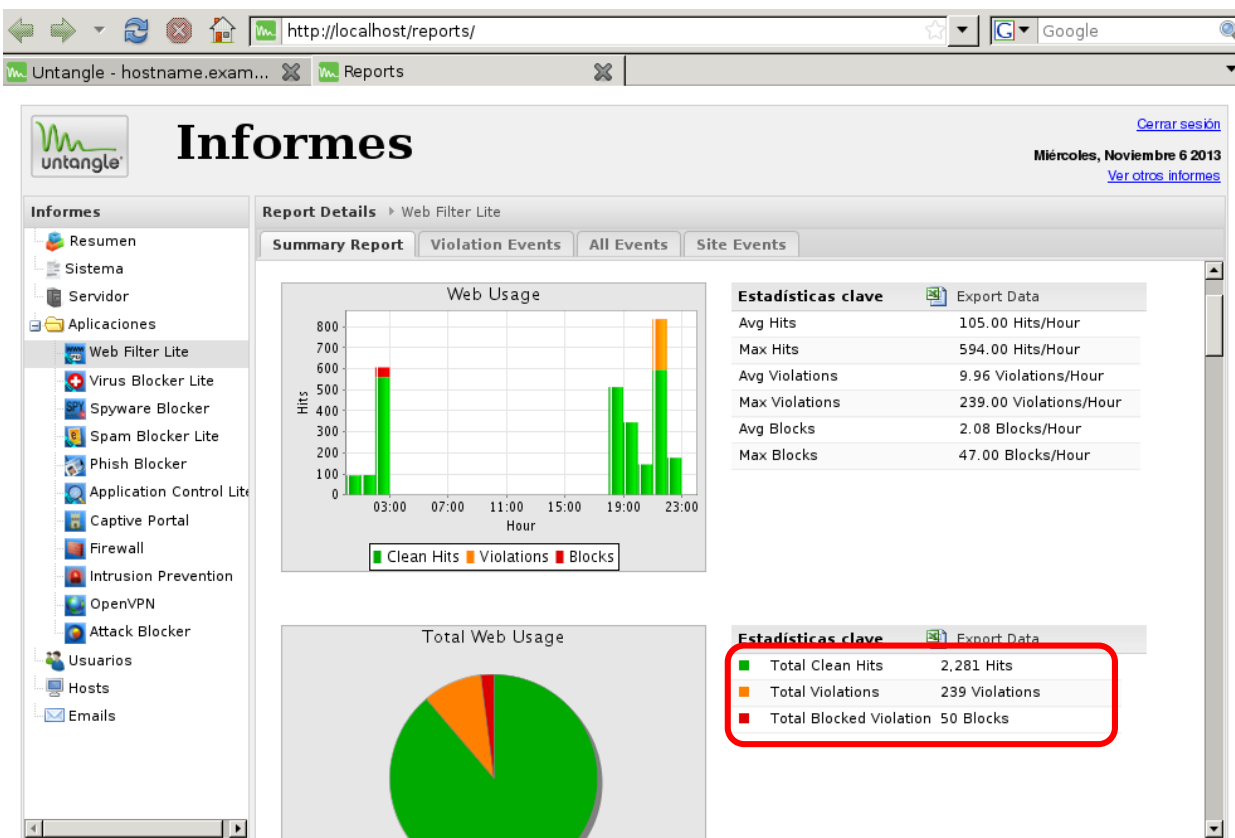 http://localhost/reports/
Google
Untangle - hostname.exam...
Reports
untangle
Informes
Cerrar sesión
Miércoles, Noviembre 6 2013
Ver otros informes
Informes
Resumen
Sistema
Servidor
Aplicaciones
Web Filter Lite
Virus Blocker Lite
Spyware Blocker
Spam Blocker Lite
Phish Blocker
Application Control Lite
Captive Portal
Firewall
Intrusion Prevention
OpenVPN
Attack Blocker
Usuarios
Hosts
Emails
Report Details Web Filter Lite
Summary Report Violation Events All Events Site Events
Web Usage
Hits
800
700
600
500
400
300
200
100
0
03:00 07:00 11:00 15:00 19:00 23:00
Hour
Clean Hits Violations Blocks
Estadísticas clave Export Data
Avg Hits 105.00 Hits/Hour
Max Hits 594.00 Hits/Hour
Avg Violations 9.96 Violations/Hour
Max Violations 239.00 Violations/Hour
Avg Blocks 2.08 Blocks/Hour
Max Blocks 47.00 Blocks/Hour
Total Web Usage
Estadísticas clave Export Data
Total Clean Hits 2,281 Hits
Total Violations 239 Violations
Total Blocked Violation 50 Blocks